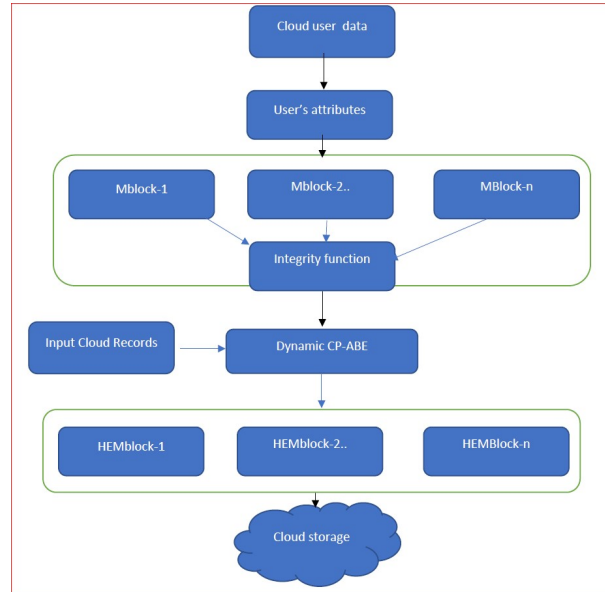 Cloud user data
User's attributes
Mblock-1
Mblock-2..
MBlock-n
Integrity function
Input Cloud Records
Dynamic CP-ABE
HEMblock-1
HEMblock-2..
HEMBlock-n
Cloud storage